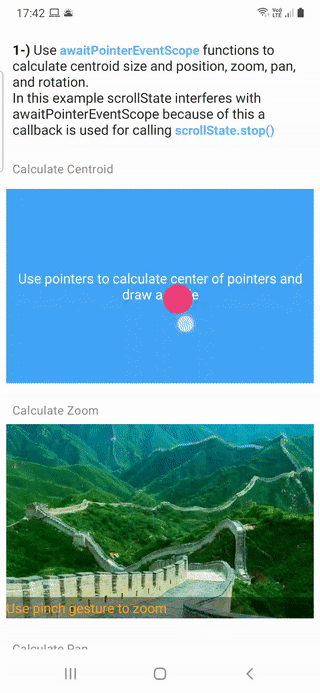 17:42
1-) Use awaitPointerEventScope functions to
calculate centroid size and position, zoom, pan,
and rotation.
In this example scrollState interferes with
awaitPointerEventScope because of this a
callback is used for calling scrollState.stop()
Calculate Centroid
Use pointers to calculate center of pointers and
draw a
Calculate Zoom
Use pinch gesture to zoom
Calculate Pan